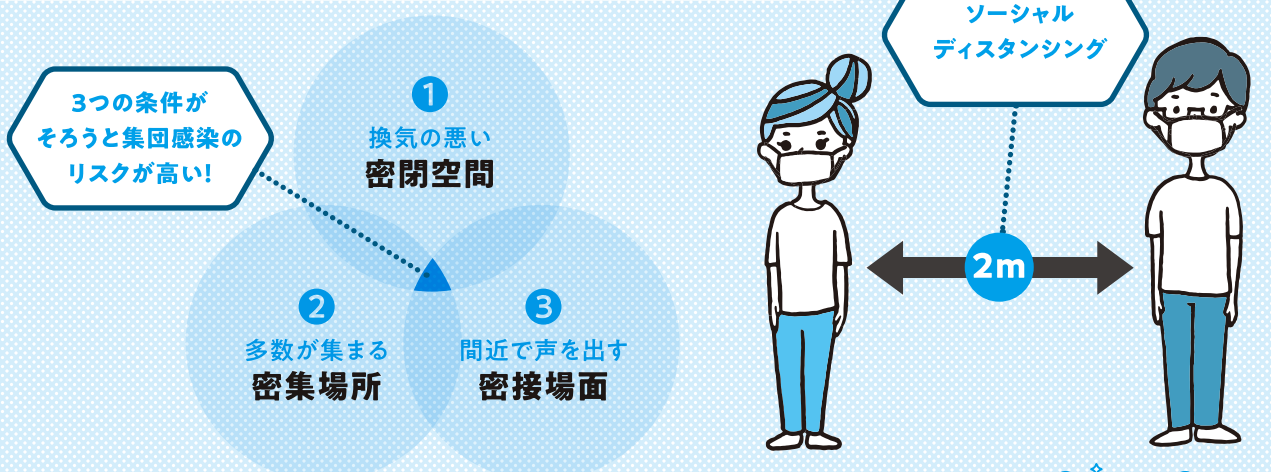 3つの条件が
そろうと集団感染の
リスクが高い!
1
換気の悪い
密閉空間
2
多数が集まる
密集場所
3
間近で声を出す
密接場面
ソーシャル
ディスタンシング
2m